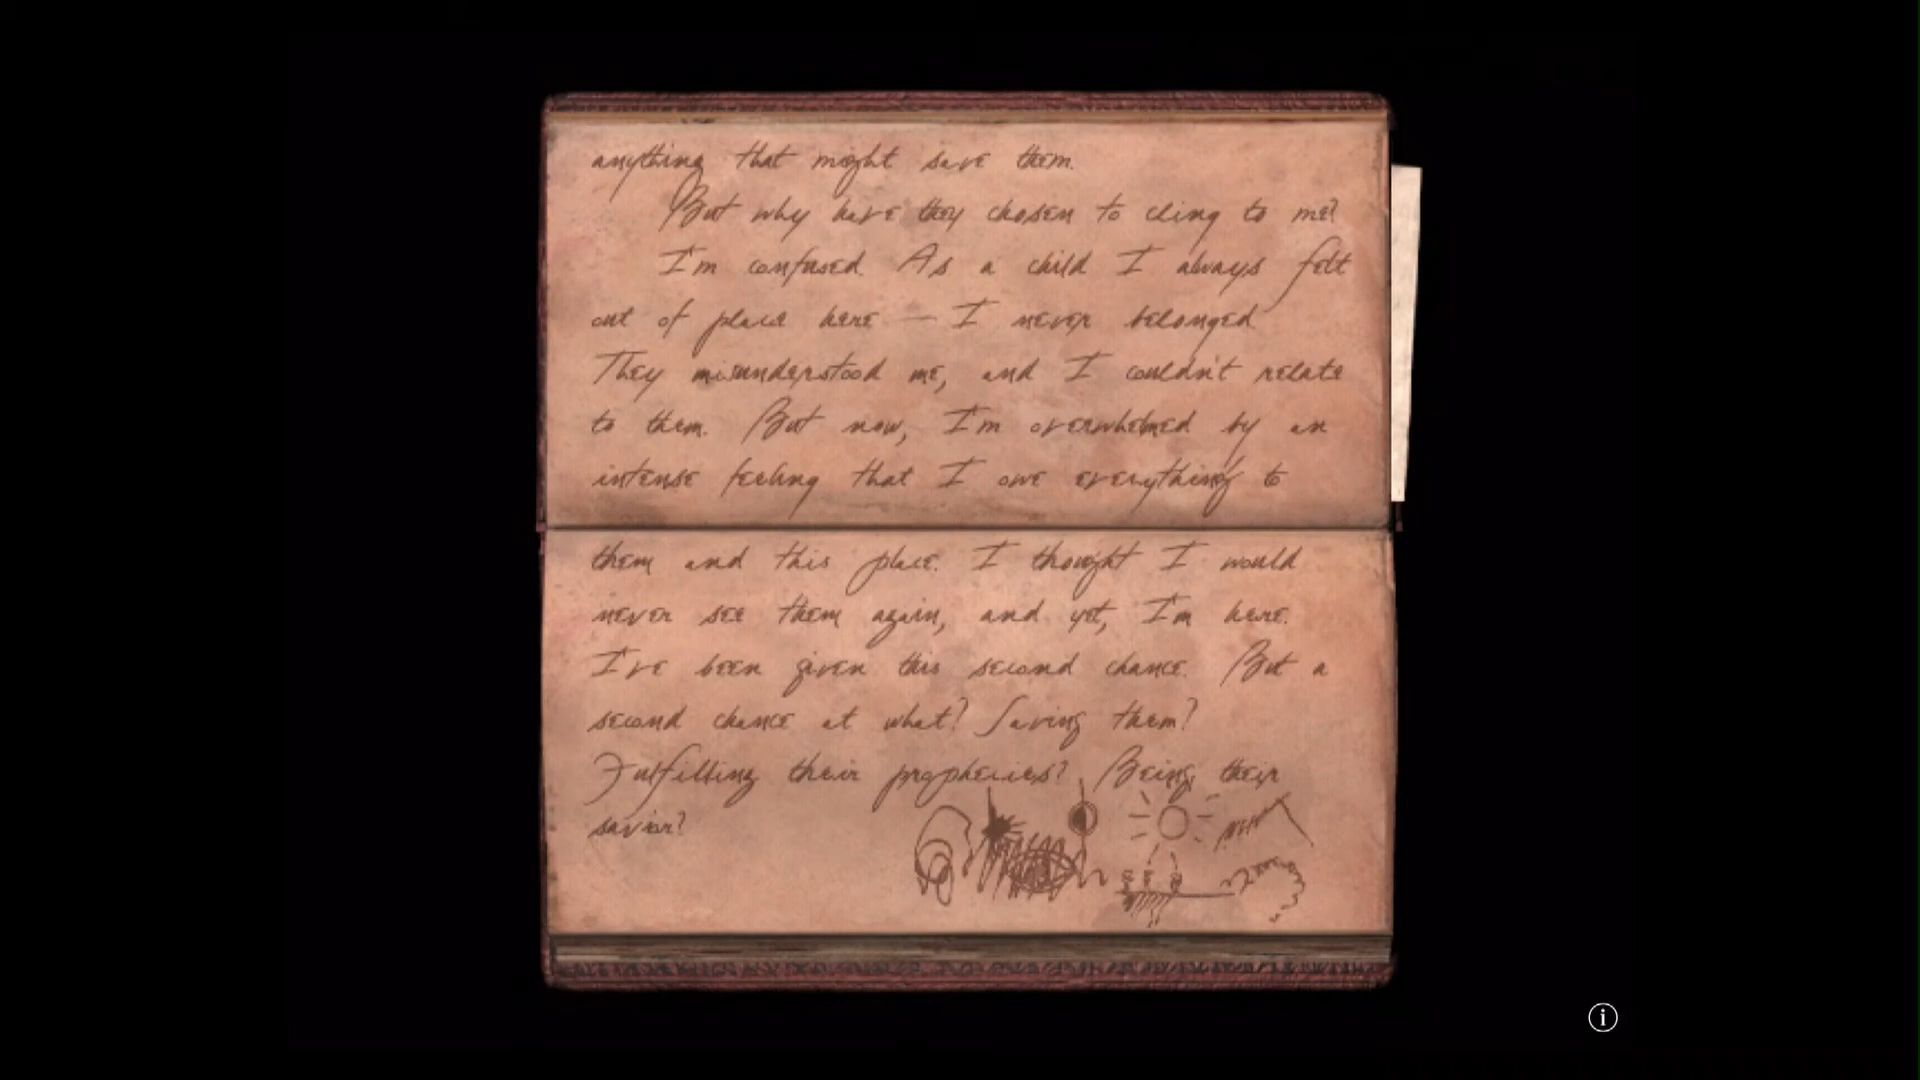 anything that might save them.
But why have they chosen to cling to me?
I'm confused. As a child I always felt
out of place here — I never belonged
They misunderstood me, and I couldn't relate
to them. But now, I'm overwhelmed by an
intense feeling that I owe everything to
them and this place. I thought I would
never see them again, and yet, I'm here.
I've been given this second chance. But a
second chance at what? Saving them?
Fulfilling their prophecies? Being their
savior?